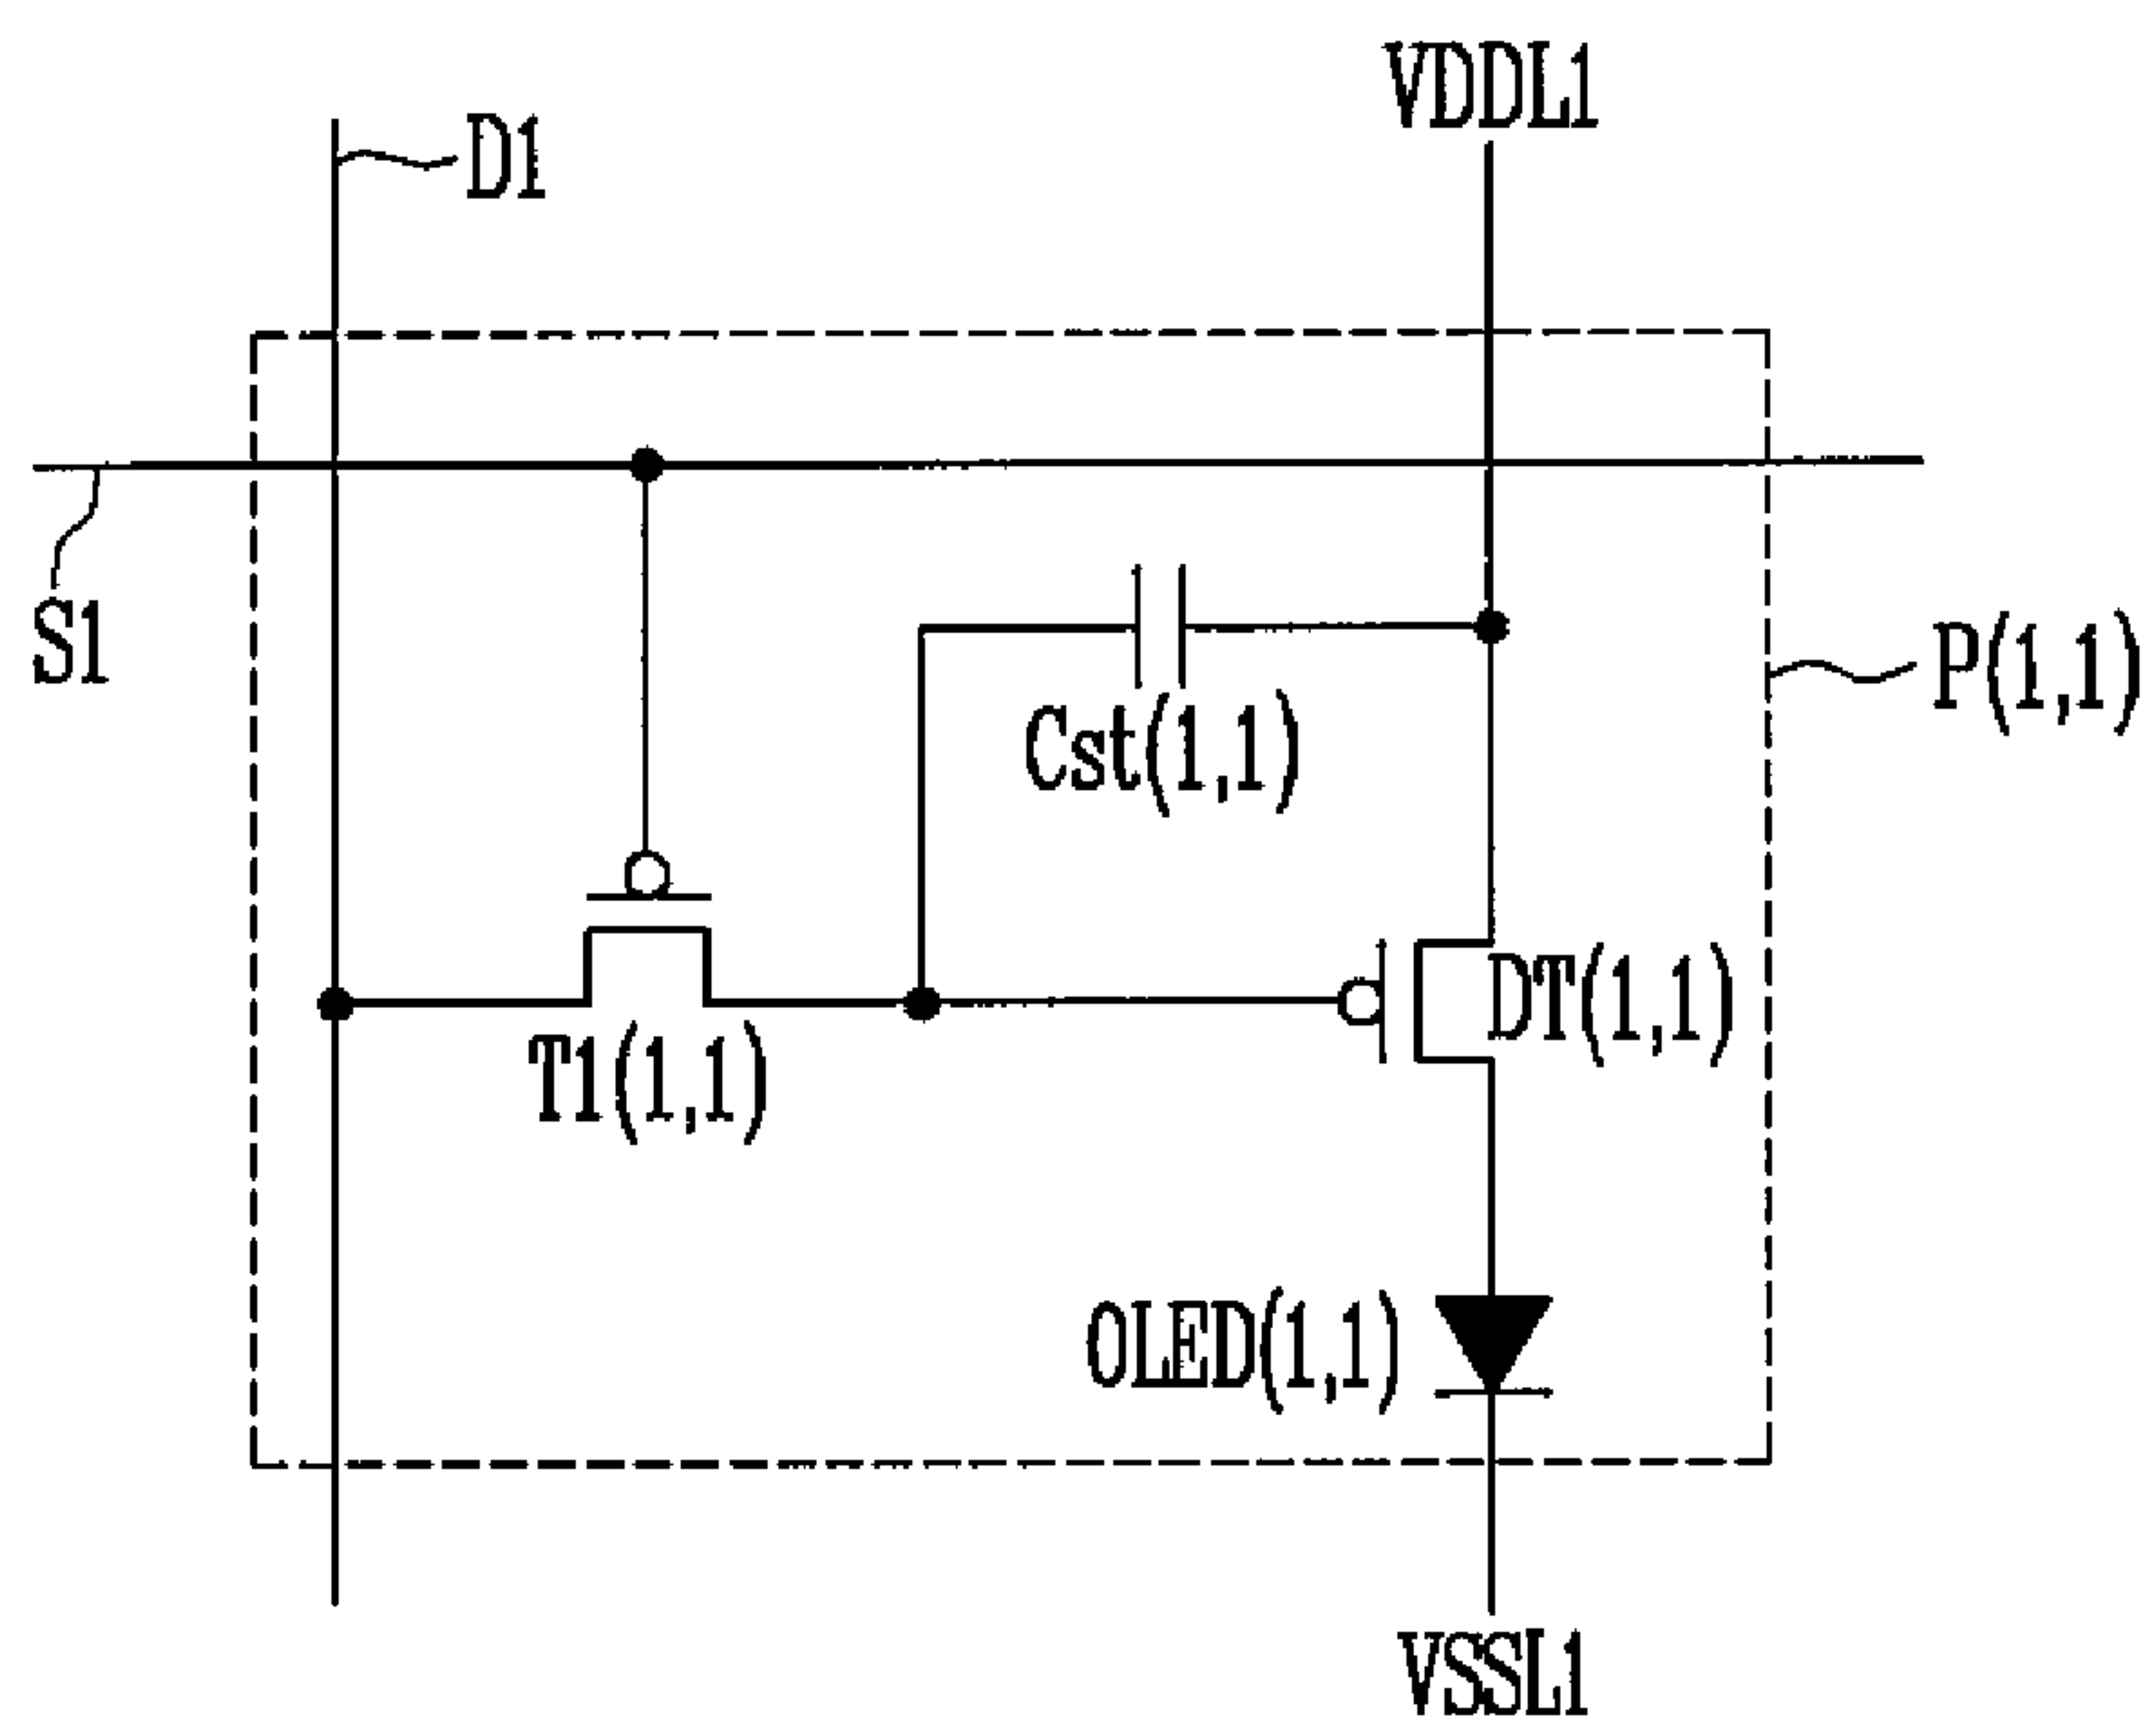 VDDL1
D1
S1
P(1,1)
Cst(1,1)
DT(1,1)
T1(1,1)
OLED(1,1)
VSSL1